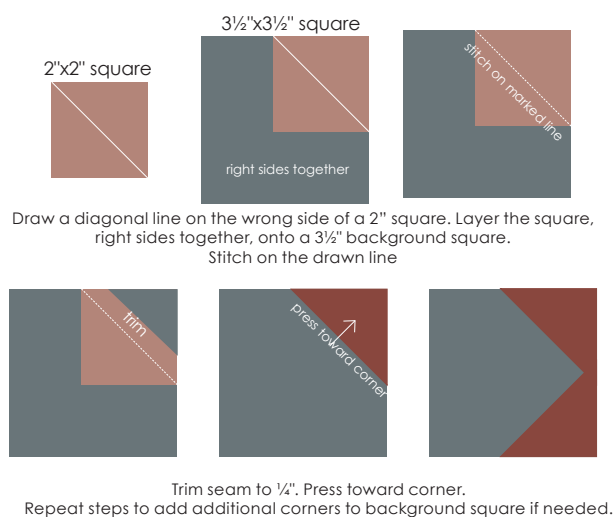 3½"x3½" square
2"x2" square
right sides together
stitch on marked line
Draw a diagonal line on the wrong side of a 2” square. Layer the square,
right sides together, onto a 3½" background square.
Stitch on the drawn line
trim
press toward corner
Trim seam to ¼". Press toward corner.
Repeat steps to add additional corners to background square if needed.